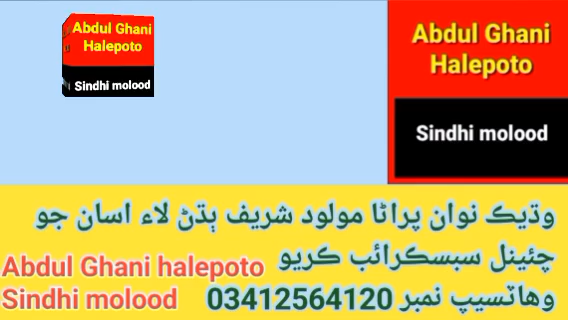 Abdul Ghani
Halepoto
Sindhi molood
Abdul Ghani
Halepoto
Sindhi molood
وڌيڪ نوان پراڻا مولود شريف ٻڌڻ لاءِ اسان جو
چئينل سبسڪرائب ڪريو
وھاٽسيپ نمبر 03412564120
Abdul Ghani halepoto
Sindhi molood